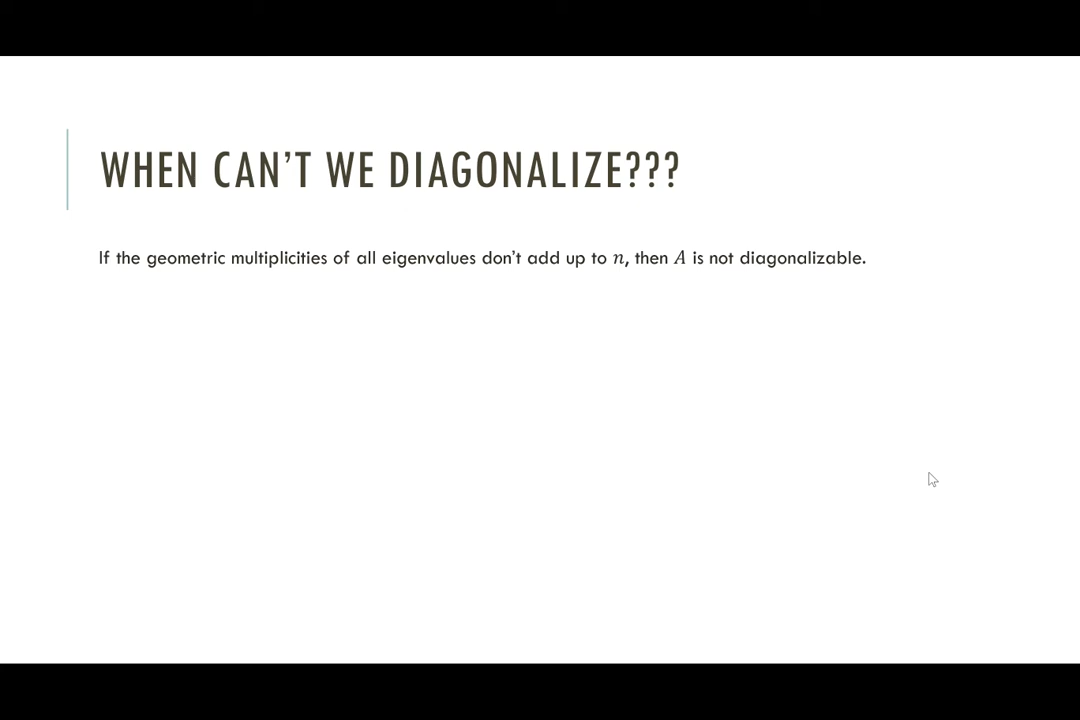 WHEN CAN'T WE DIAGONALIZE???
If the geometric multiplicities of all eigenvalues don't add up to n, then A is not diagonalizable.